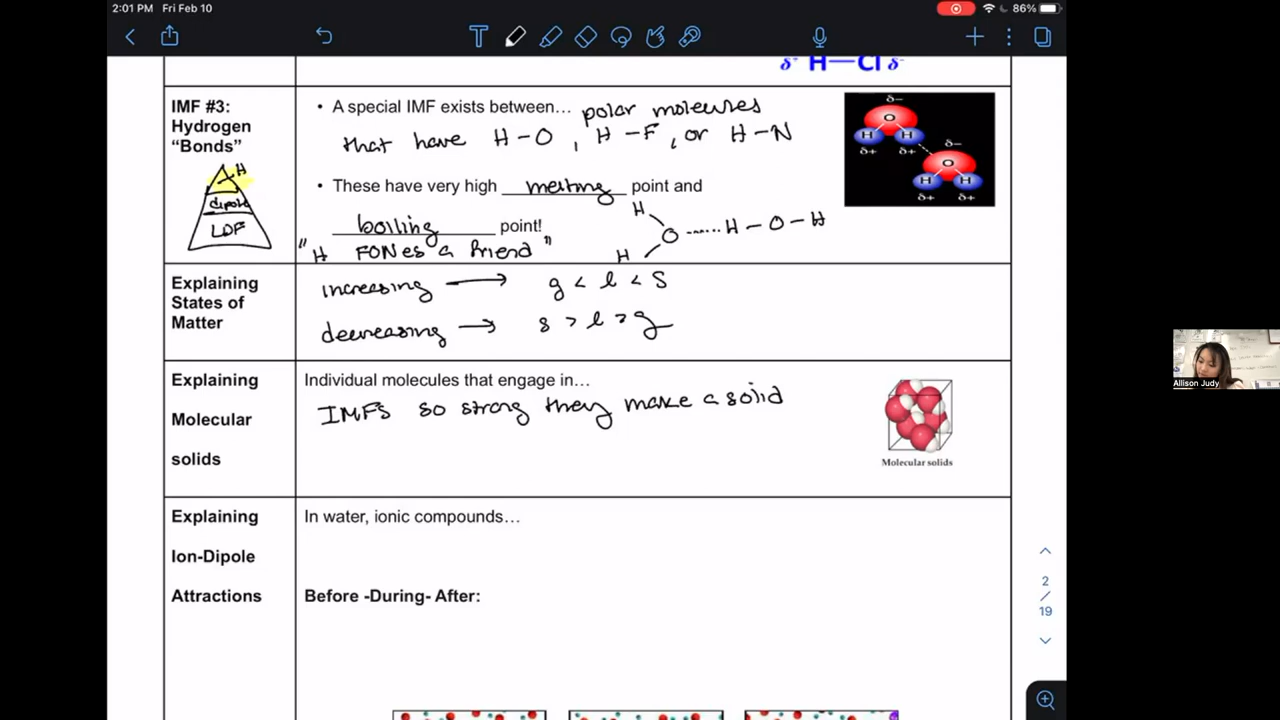 2:01 PM Fri Feb 10
86%
δ+ H—Cl δ-
IMF #3:
Hydrogen
“Bonds”
H
dipole
LDF
• A special IMF exists between… polar molecules
that have H-O, H-F, or H-N
• These have very high melting point and
boiling point!
"H FONes a friend"
H
O ...... H - O - H
H
δ-
O
H H
δ+ δ+
δ-
O
H H
δ+ δ+
Explaining
States of
Matter
increasing → g < l < s
decreasing → s > l > g
Explaining
Molecular
solids
Individual molecules that engage in…
IMFs so strong they make a solid
Molecular solids
Explaining
Ion-Dipole
Attractions
In water, ionic compounds…
Before -During- After:
2
/
19
Allison Judy